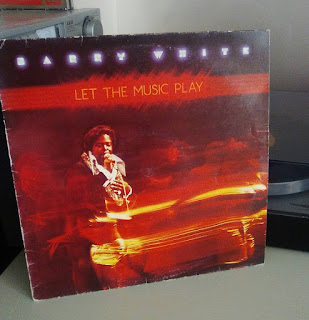 BARRY WHITE
LET THE MUSIC PLAY